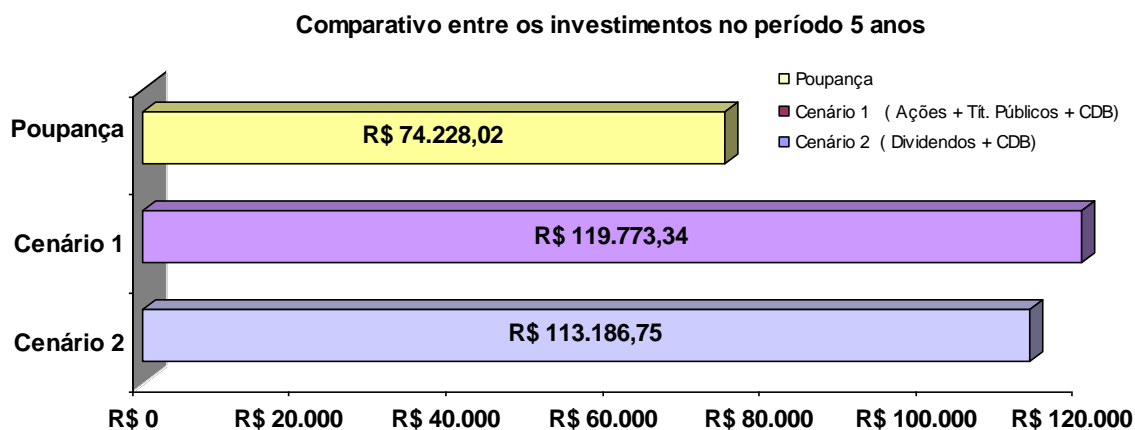 Comparativo entre os investimentos no período 5 anos
Poupança
Cenário 1 ( Ações + Tít. Públicos + CDB)
Cenário 2 ( Dividendos + CDB)
Poupança
R$ 74.228,02
Cenário 1
R$ 119.773,34
Cenário 2
R$ 113.186,75
R$ 0 R$ 20.000 R$ 40.000 R$ 60.000 R$ 80.000 R$ 100.000 R$ 120.000